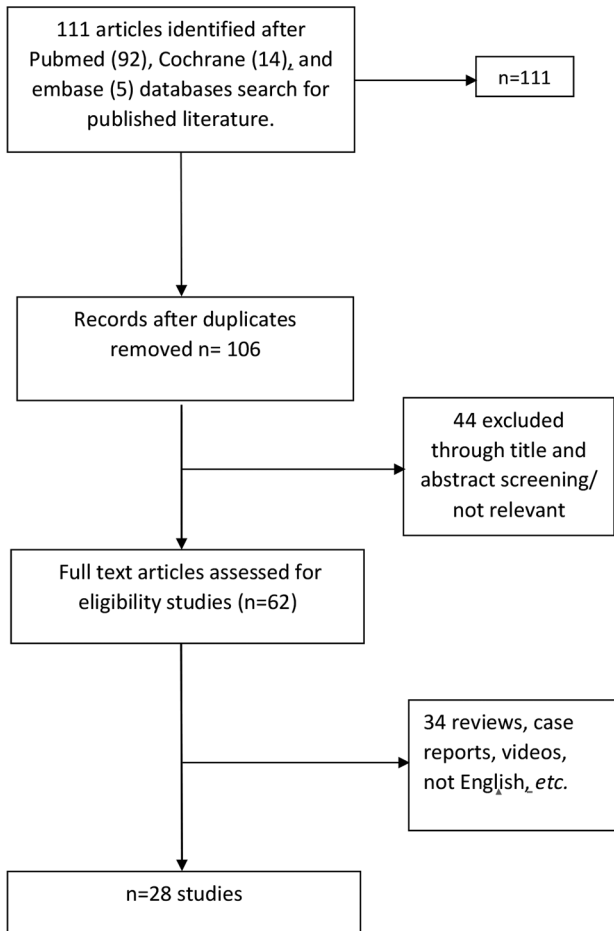 111 articles identified after
Pubmed (92), Cochrane (14), and
embase (5) databases search for
published literature.
n=111
Records after duplicates
removed n= 106
44 excluded
through title and
abstract screening/
not relevant
Full text articles assessed for
eligibility studies (n=62)
34 reviews, case
reports, videos,
not English, etc.
n=28 studies